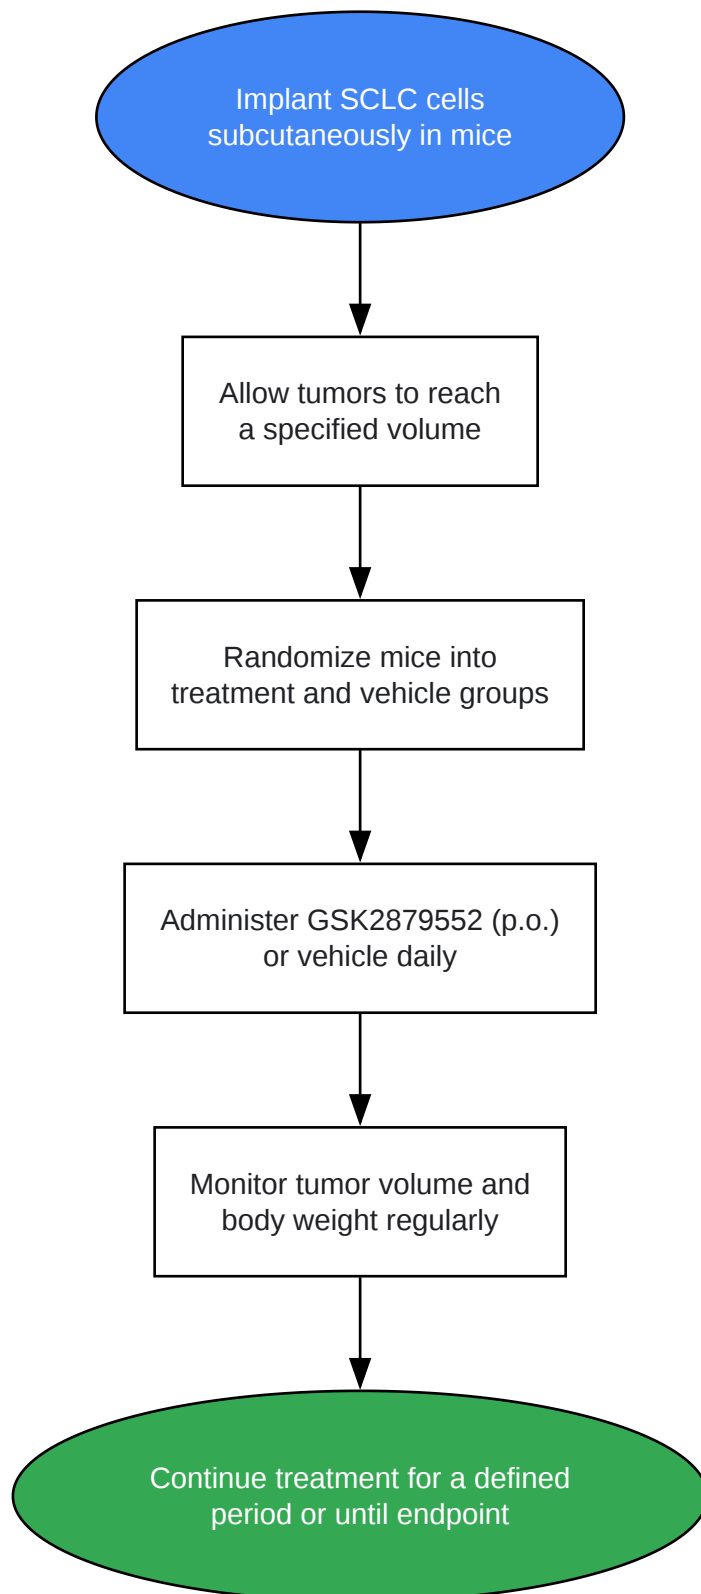 Implant SCLC cells
subcutaneously in mice
Allow tumors to reach
a specified volume
Randomize mice into
treatment and vehicle groups
Administer GSK2879552 (p.o.)
or vehicle daily
Monitor tumor volume and
body weight regularly
Continue treatment for a defined
period or until endpoint